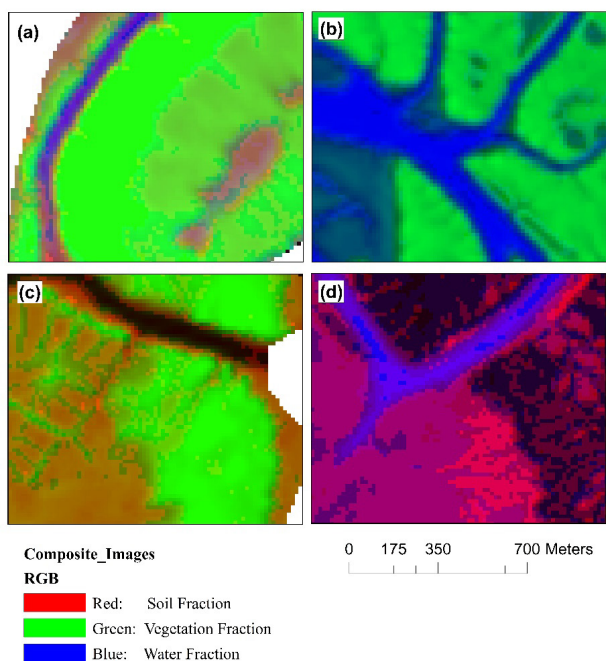 (a)
(b)
(c)
(d)
Composite_Images
RGB
Red: Soil Fraction
Green: Vegetation Fraction
Blue: Water Fraction
0 175 350 700 Meters